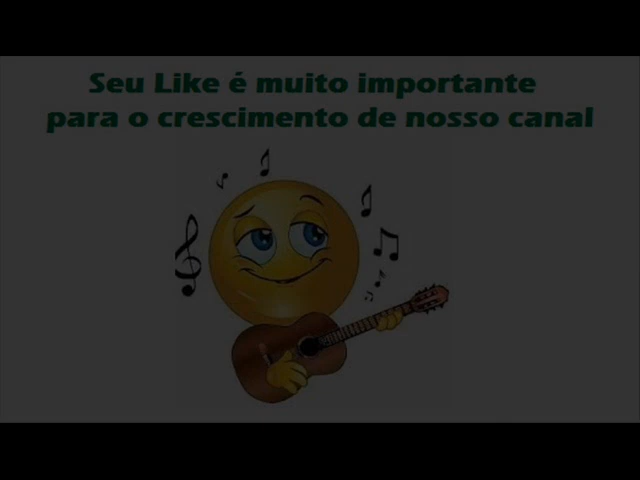 Seu Like é muito importante
para o crescimento de nosso canal